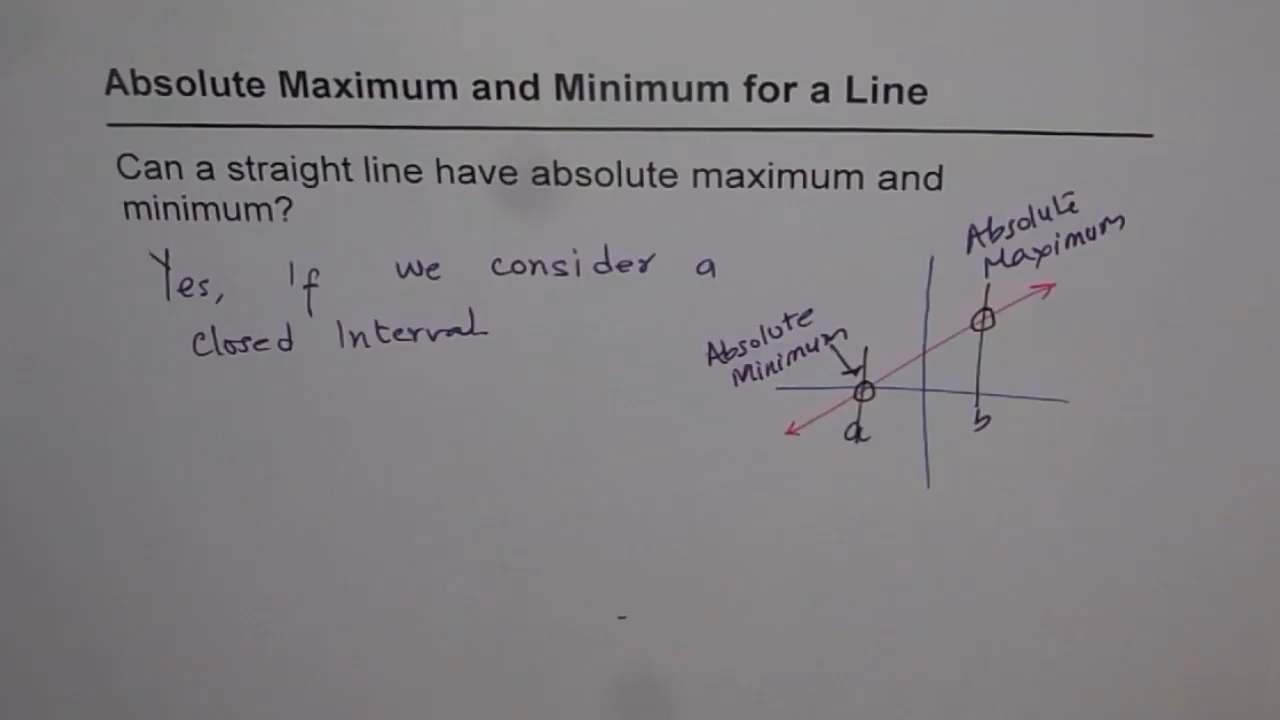 Absolute Maximum and Minimum for a Line
Can a straight line have absolute maximum and
minimum?
Yes, If we consider a
closed Interval
Absolute
Maximum
Absolute
Minimum
a
b